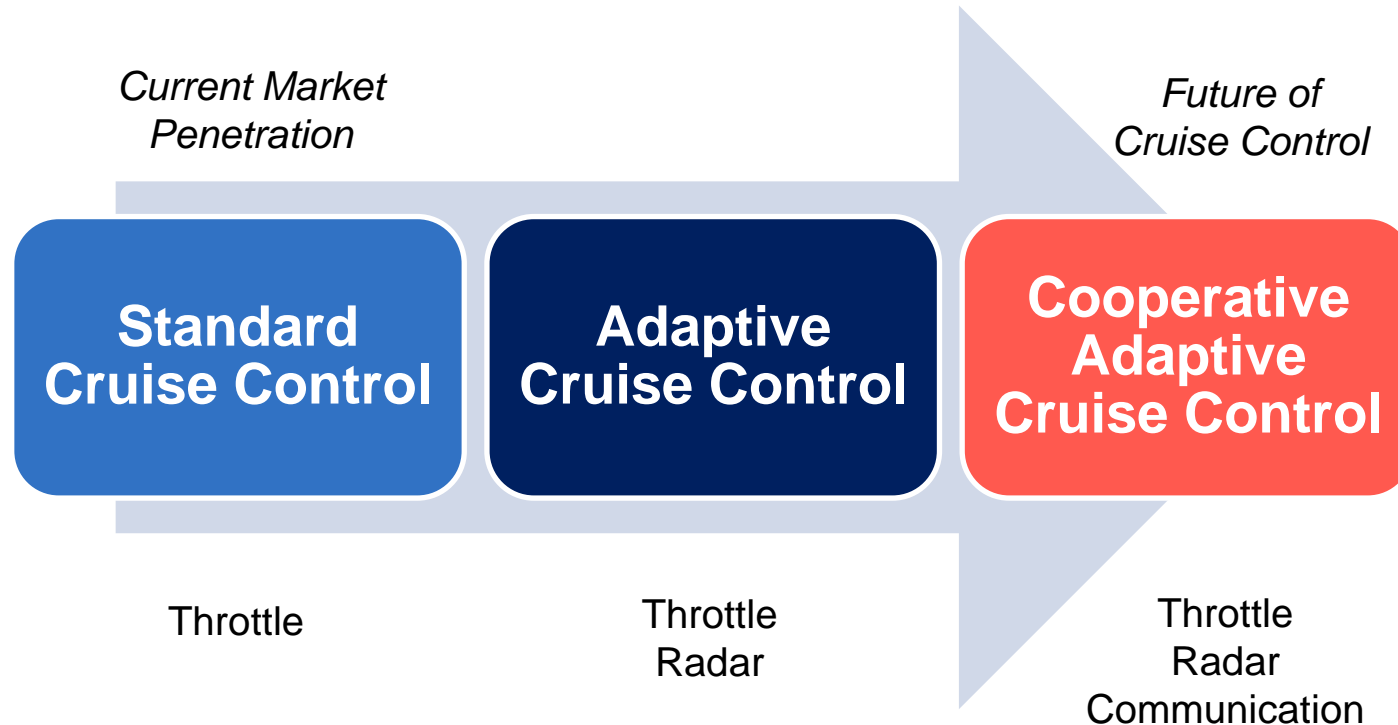 Current Market
Penetration
Future of
Cruise Control
Standard
Cruise Control
Adaptive
Cruise Control
Cooperative
Adaptive
Cruise Control
Throttle
Throttle
Radar
Throttle
Radar
Communication